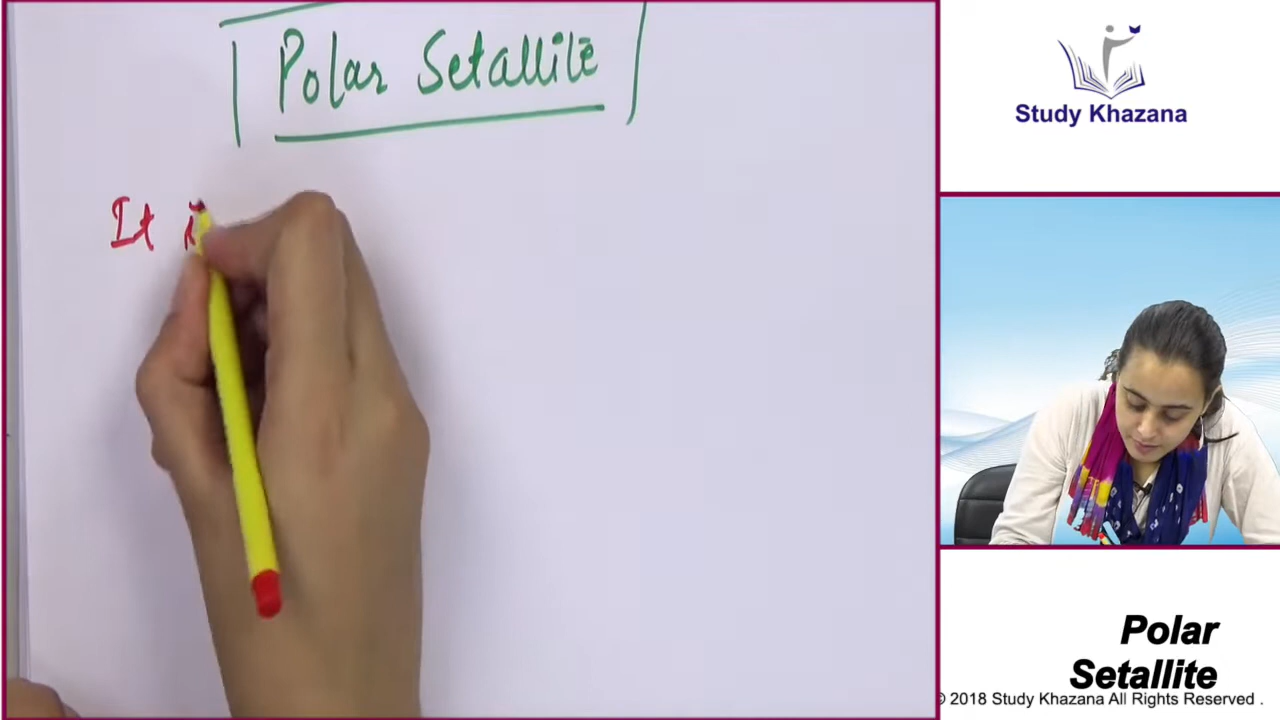 Polar Setallite
It i
Study Khazana
Polar
Setallite
© 2018 Study Khazana All Rights Reserved .